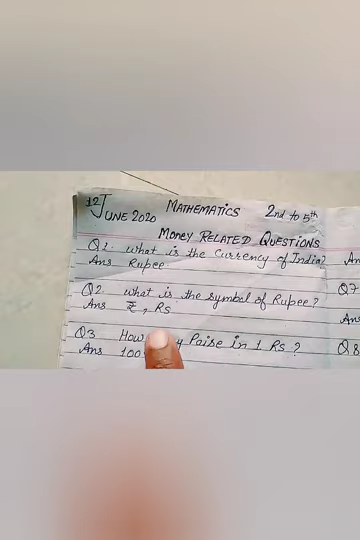 12 June 2020 MATHEMATICS 2nd to 5th
Money RELATED QUESTIONS
Q1. what is the Currency of India?
Ans Rupee
Q2. what is the symbol of Rupee?
Ans ₹, Rs
Q3 How Paise in 1 Rs ?
Ans 100
An
Q7
Ans
Q8